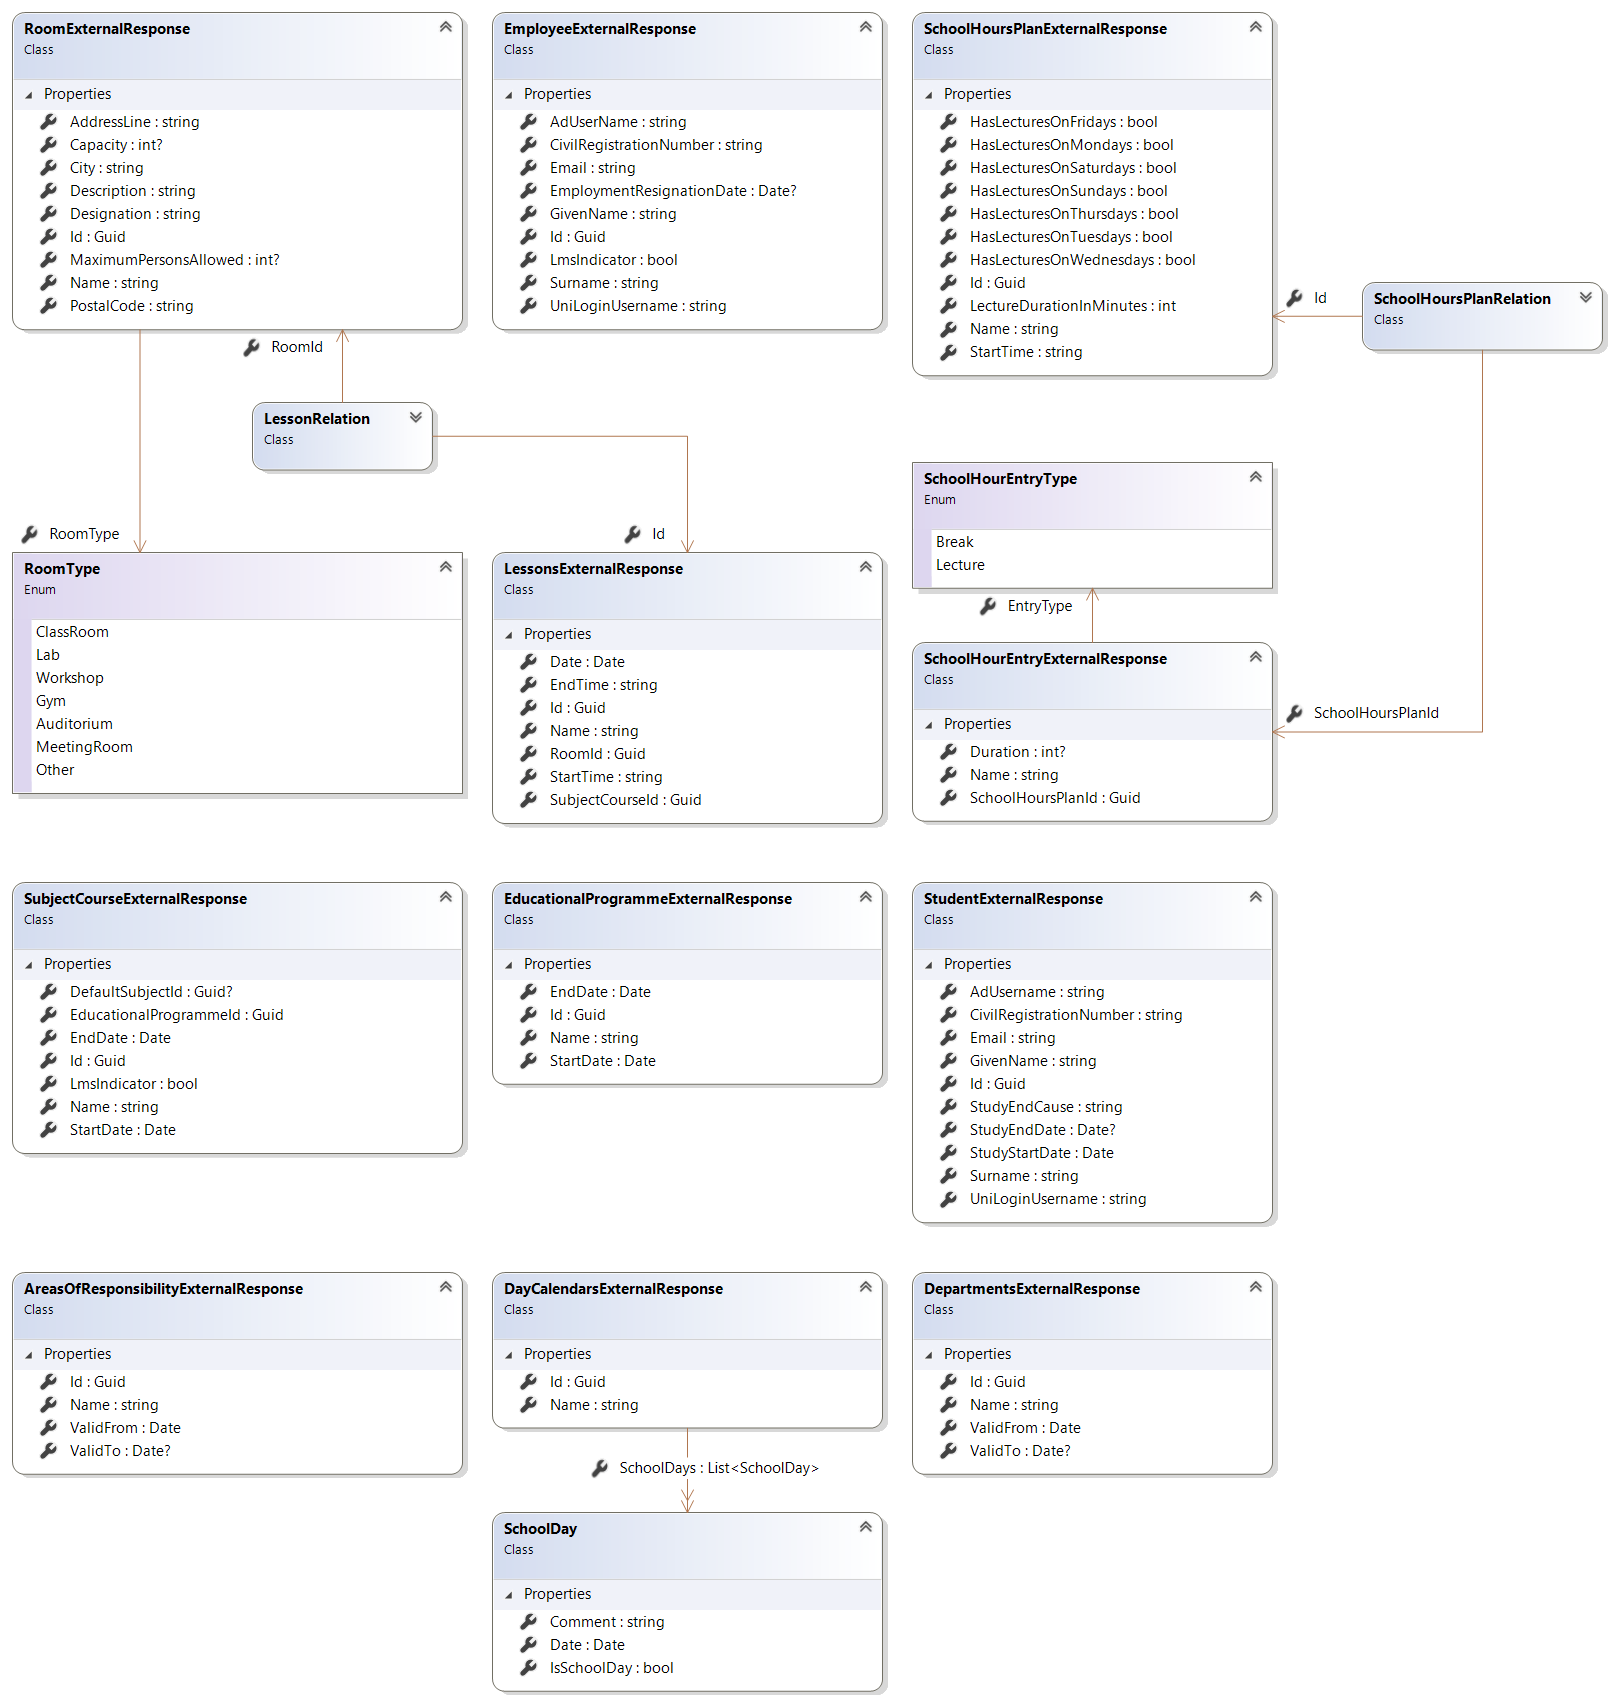 RoomExternalResponse
Class
Properties
AddressLine : string
Capacity : int?
City : string
Description : string
Designation : string
Id : Guid
MaximumPersonsAllowed : int?
Name : string
PostalCode : string
EmployeeExternalResponse
Class
Properties
AdUserName : string
CivilRegistrationNumber : string
Email : string
EmploymentResignationDate : Date?
GivenName : string
Id : Guid
LmsIndicator : bool
Surname : string
UniLoginUsername : string
SchoolHoursPlanExternalResponse
Class
Properties
HasLecturesOnFridays : bool
HasLecturesOnMondays : bool
HasLecturesOnSaturdays : bool
HasLecturesOnSundays : bool
HasLecturesOnThursdays : bool
HasLecturesOnTuesdays : bool
HasLecturesOnWednesdays : bool
Id : Guid
LectureDurationInMinutes : int
Name : string
StartTime : string
Id
SchoolHoursPlanRelation
Class
RoomId
LessonRelation
Class
RoomType
RoomType
Enum
ClassRoom
Lab
Workshop
Gym
Auditorium
MeetingRoom
Other
Id
LessonsExternalResponse
Class
Properties
Date : Date
EndTime : string
Id : Guid
Name : string
RoomId : Guid
StartTime : string
SubjectCourseId : Guid
SchoolHourEntryType
Enum
Break
Lecture
EntryType
SchoolHourEntryExternalResponse
Class
Properties
Duration : int?
Name : string
SchoolHoursPlanId : Guid
SchoolHoursPlanId
SubjectCourseExternalResponse
Class
Properties
DefaultSubjectId : Guid?
EducationalProgrammeId : Guid
EndDate : Date
Id : Guid
LmsIndicator : bool
Name : string
StartDate : Date
EducationalProgrammeExternalResponse
Class
Properties
EndDate : Date
Id : Guid
Name : string
StartDate : Date
StudentExternalResponse
Class
Properties
AdUsername : string
CivilRegistrationNumber : string
Email : string
GivenName : string
Id : Guid
StudyEndCause : string
StudyEndDate : Date?
StudyStartDate : Date
Surname : string
UniLoginUsername : string
AreasOfResponsibilityExternalResponse
Class
Properties
Id : Guid
Name : string
ValidFrom : Date
ValidTo : Date?
DayCalendarsExternalResponse
Class
Properties
Id : Guid
Name : string
SchoolDays : List<SchoolDay>
SchoolDay
Class
Properties
Comment : string
Date : Date
IsSchoolDay : bool
DepartmentsExternalResponse
Class
Properties
Id : Guid
Name : string
ValidFrom : Date
ValidTo : Date?